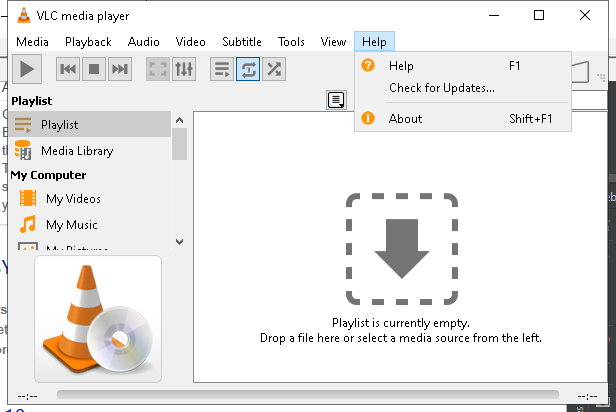 VLC media player
Media Playback Audio Video Subtitle Tools View Help
Help F1
Check for Updates...
About Shift+F1
Playlist
Playlist
Media Library
My Computer
My Videos
My Music
My Pictures
Playlist is currently empty.
Drop a file here or select a media source from the left.
--:-- --:--